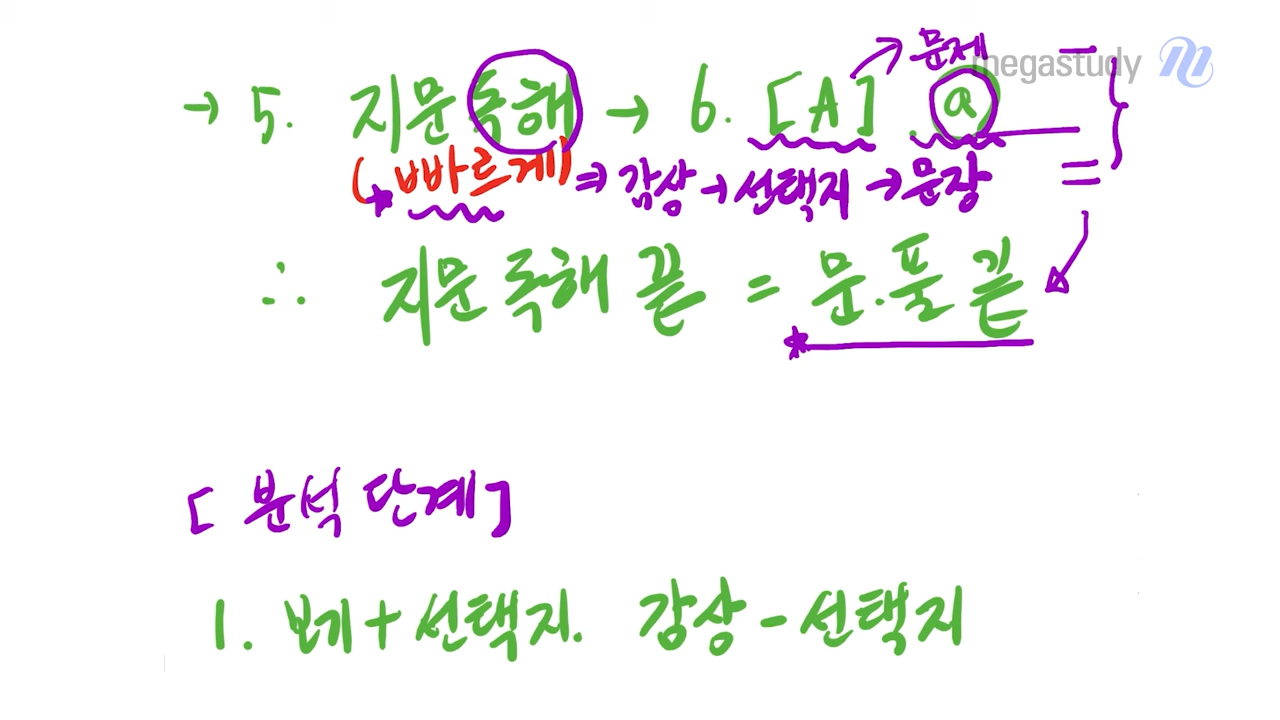 문제
megastudy
→ 5. 지문독해 → 6. [A] . ⓐ
(빠르게) ⇒ 감상 → 선택지 → 문장
∴ 지문독해 끝 = 문.풀 끝
[분석 단계]
1. 보기 + 선택지. 감상 - 선택지